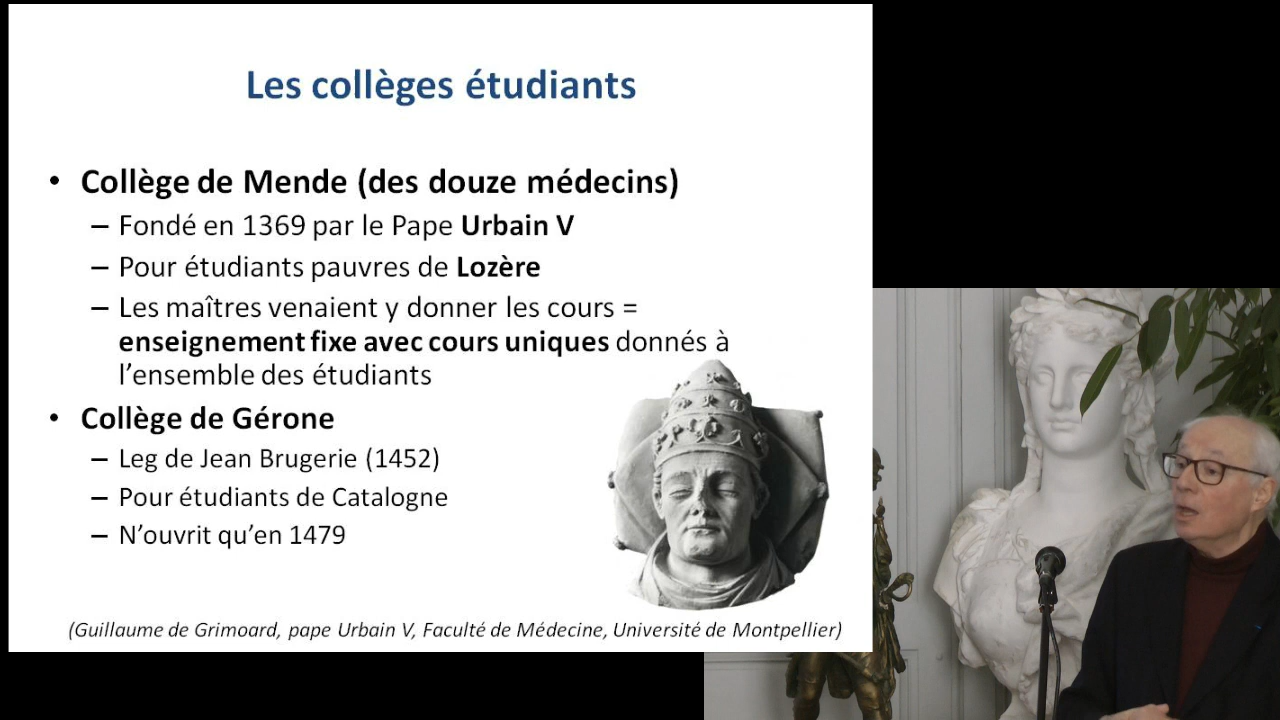 Les collèges étudiants
• Collège de Mende (des douze médecins)
– Fondé en 1369 par le Pape Urbain V
– Pour étudiants pauvres de Lozère
– Les maîtres venaient y donner les cours =
enseignement fixe avec cours uniques donnés à
l’ensemble des étudiants
• Collège de Gérone
– Leg de Jean Brugerie (1452)
– Pour étudiants de Catalogne
– N’ouvrit qu’en 1479
(Guillaume de Grimoard, pape Urbain V, Faculté de Médecine, Université de Montpellier)